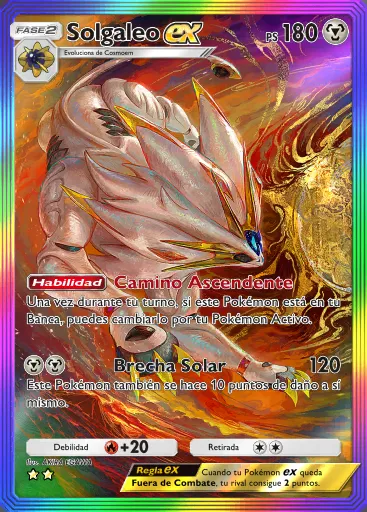 FASE 2 Solgaleo ex PS 180
Evoluciona de Cosmoem
Habilidad Camino Ascendente
Una vez durante tu turno, si este Pokémon está en tu
Banca, puedes cambiarlo por tu Pokémon Activo.
Brecha Solar 120
Este Pokémon también se hace 10 puntos de daño a sí
mismo.
Debilidad +20 Retirada
Ilus. AKIRA EGAWA
Regla ex Cuando tu Pokémon ex queda
Fuera de Combate, tu rival consigue 2 puntos.